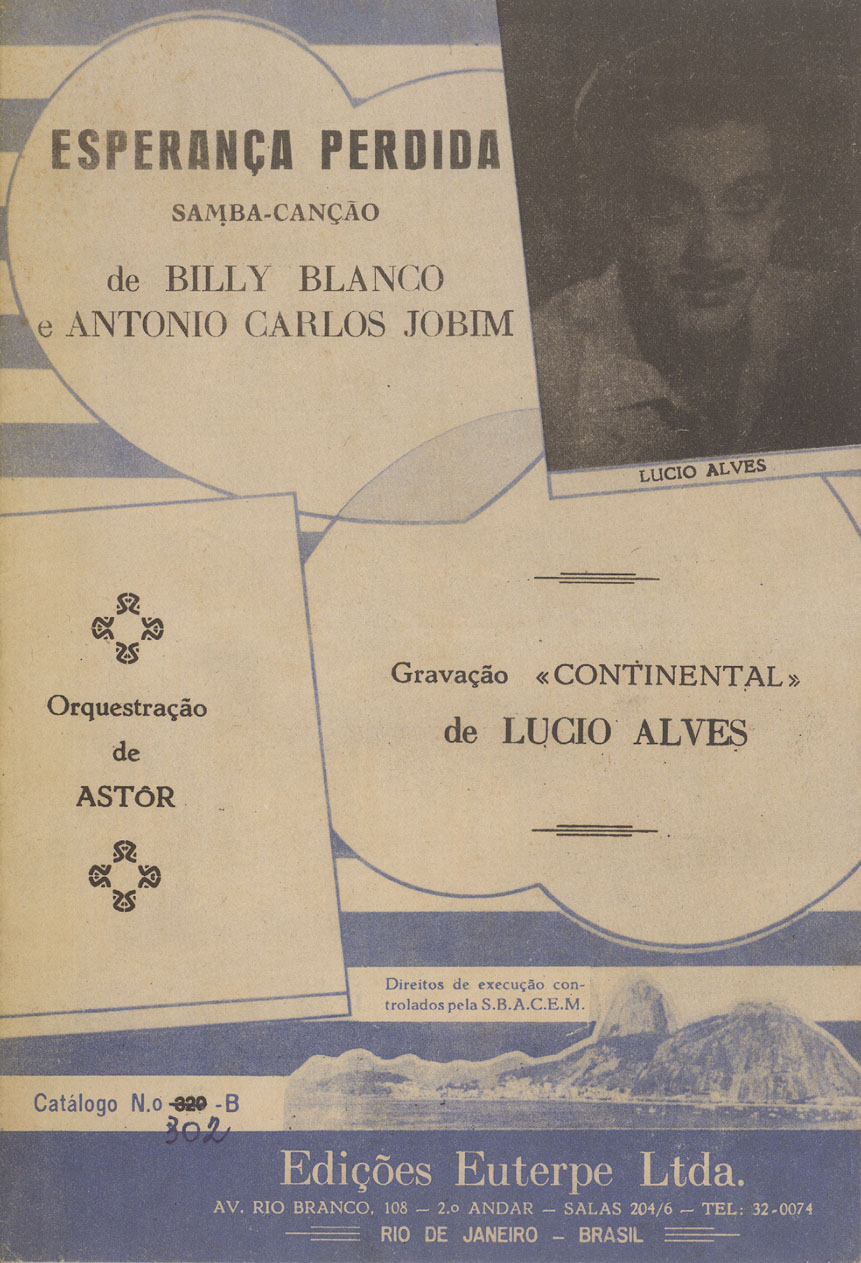 ESPERANÇA PERDIDA
SAMBA-CANÇÃO
de BILLY BLANCO
e ANTONIO CARLOS JOBIM
LUCIO ALVES
Gravação «CONTINENTAL»
de LUCIO ALVES
Orquestração
de
ASTÔR
Direitos de execução con-
trolados pela S.B.A.C.E.M.
Catálogo N.o 320 -B
302
Edições Euterpe Ltda.
AV. RIO BRANCO, 108 — 2.o ANDAR — SALAS 204/6 — TEL: 32-0074
RIO DE JANEIRO — BRASIL